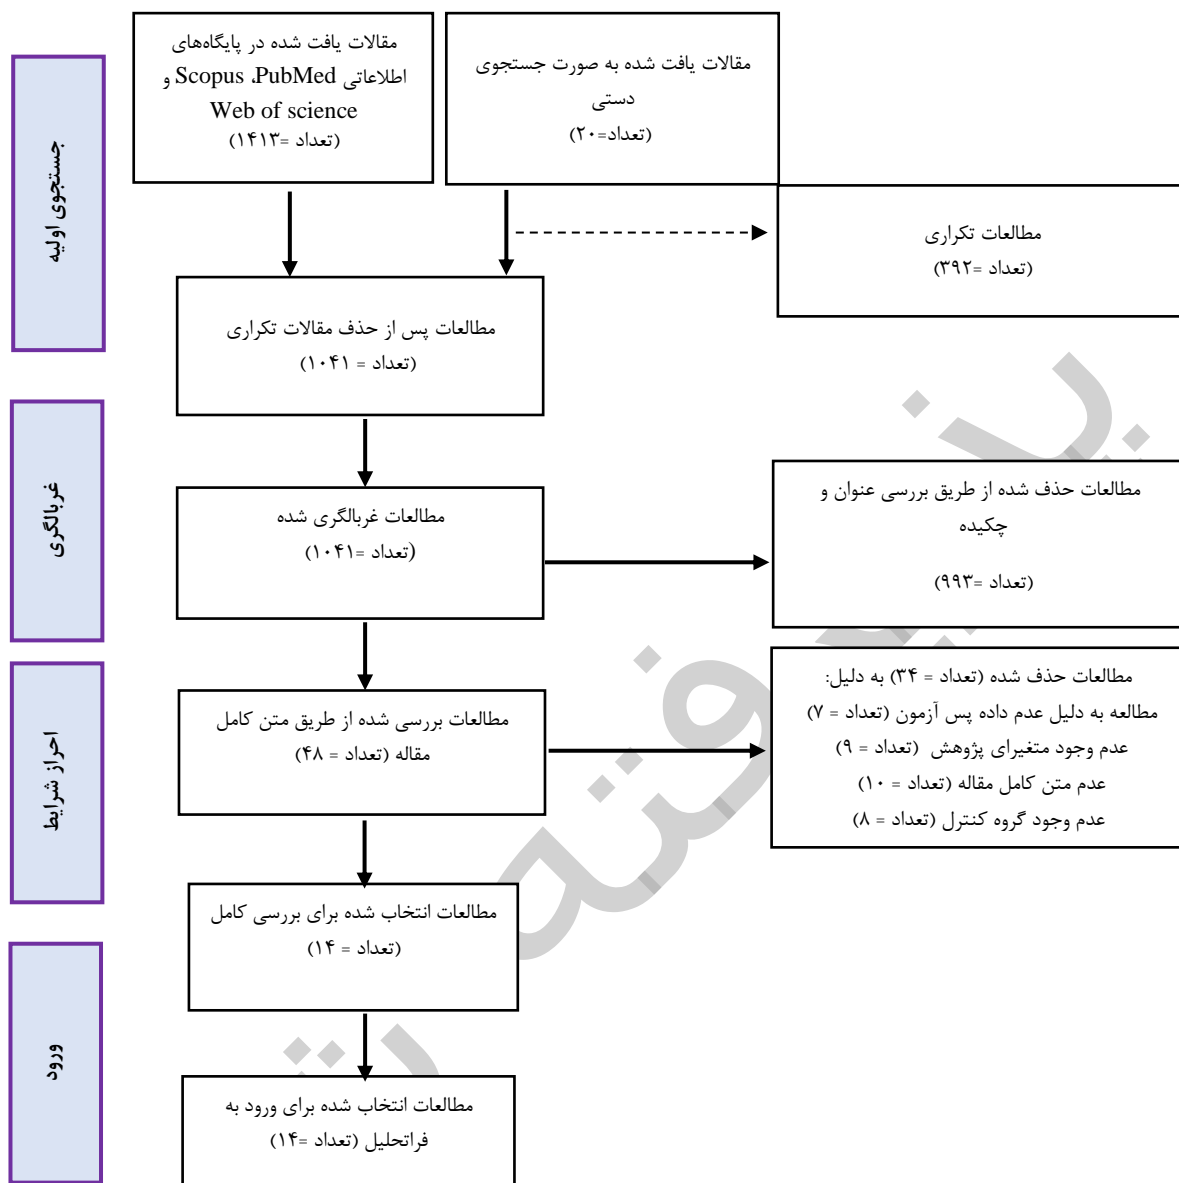 مقالات یافت شده در پایگاه‌های
اطلاعاتی Scopus ،PubMed و
Web of science
(تعداد =۱۴۱۳)
مقالات یافت شده به صورت جستجوی
دستی
(تعداد=۲۰)
جستجوی اولیه
مطالعات تکراری
(تعداد =۳۹۲)
مطالعات پس از حذف مقالات تکراری
(تعداد = ۱۰۴۱)
غربالگری
مطالعات غربالگری شده
(تعداد =۱۰۴۱)
مطالعات حذف شده از طریق بررسی عنوان و
چکیده
(تعداد =۹۹۳)
احراز شرایط
مطالعات بررسی شده از طریق متن کامل
مقاله (تعداد = ۴۸)
مطالعات حذف شده (تعداد = ۳۴) به دلیل:
مطالعه به دلیل عدم داده پس آزمون (تعداد = ۷)
عدم وجود متغیرای پژوهش (تعداد = ۹)
عدم متن کامل مقاله (تعداد = ۱۰)
عدم وجود گروه کنترل (تعداد = ۸)
مطالعات انتخاب شده برای بررسی کامل
(تعداد = ۱۴)
ورود
مطالعات انتخاب شده برای ورود به
فراتحلیل (تعداد =۱۴)